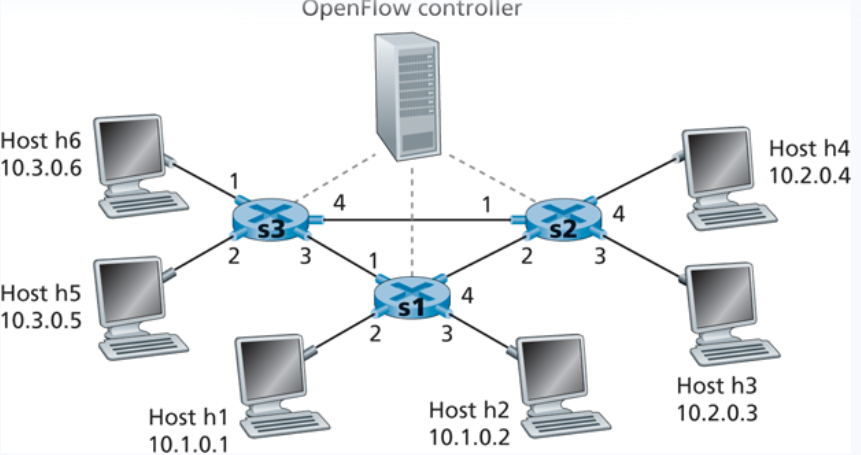 OpenFlow controller
Host h6
10.3.0.6
Host h4
10.2.0.4
1
4
1
4
s3
s2
2
3
1
2
3
Host h5
10.3.0.5
4
s1
2
3
Host h3
10.2.0.3
Host h1
10.1.0.1
Host h2
10.1.0.2